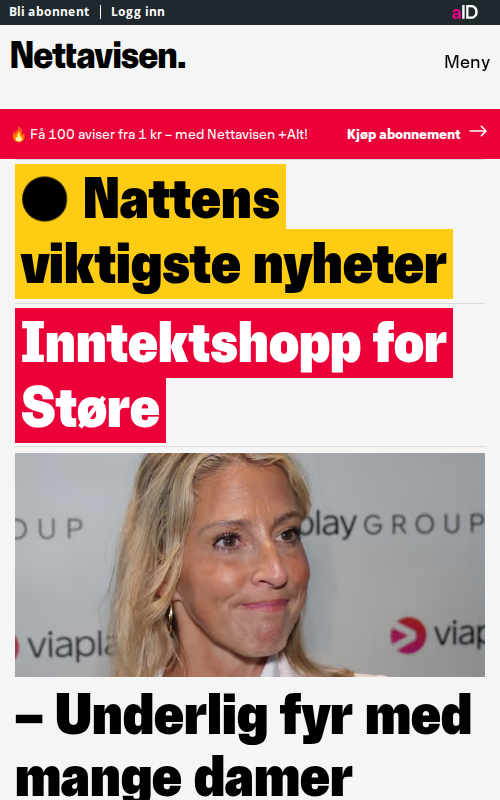 Bli abonnent | Logg inn
aID
Nettavisen.
Meny
🔥 Få 100 aviser fra 1 kr – med Nettavisen +Alt!
Kjøp abonnement →
Nattens
viktigste nyheter
Inntektshopp for
Støre
OUP
play GROUP
viapla
viap
– Underlig fyr med
mange damer